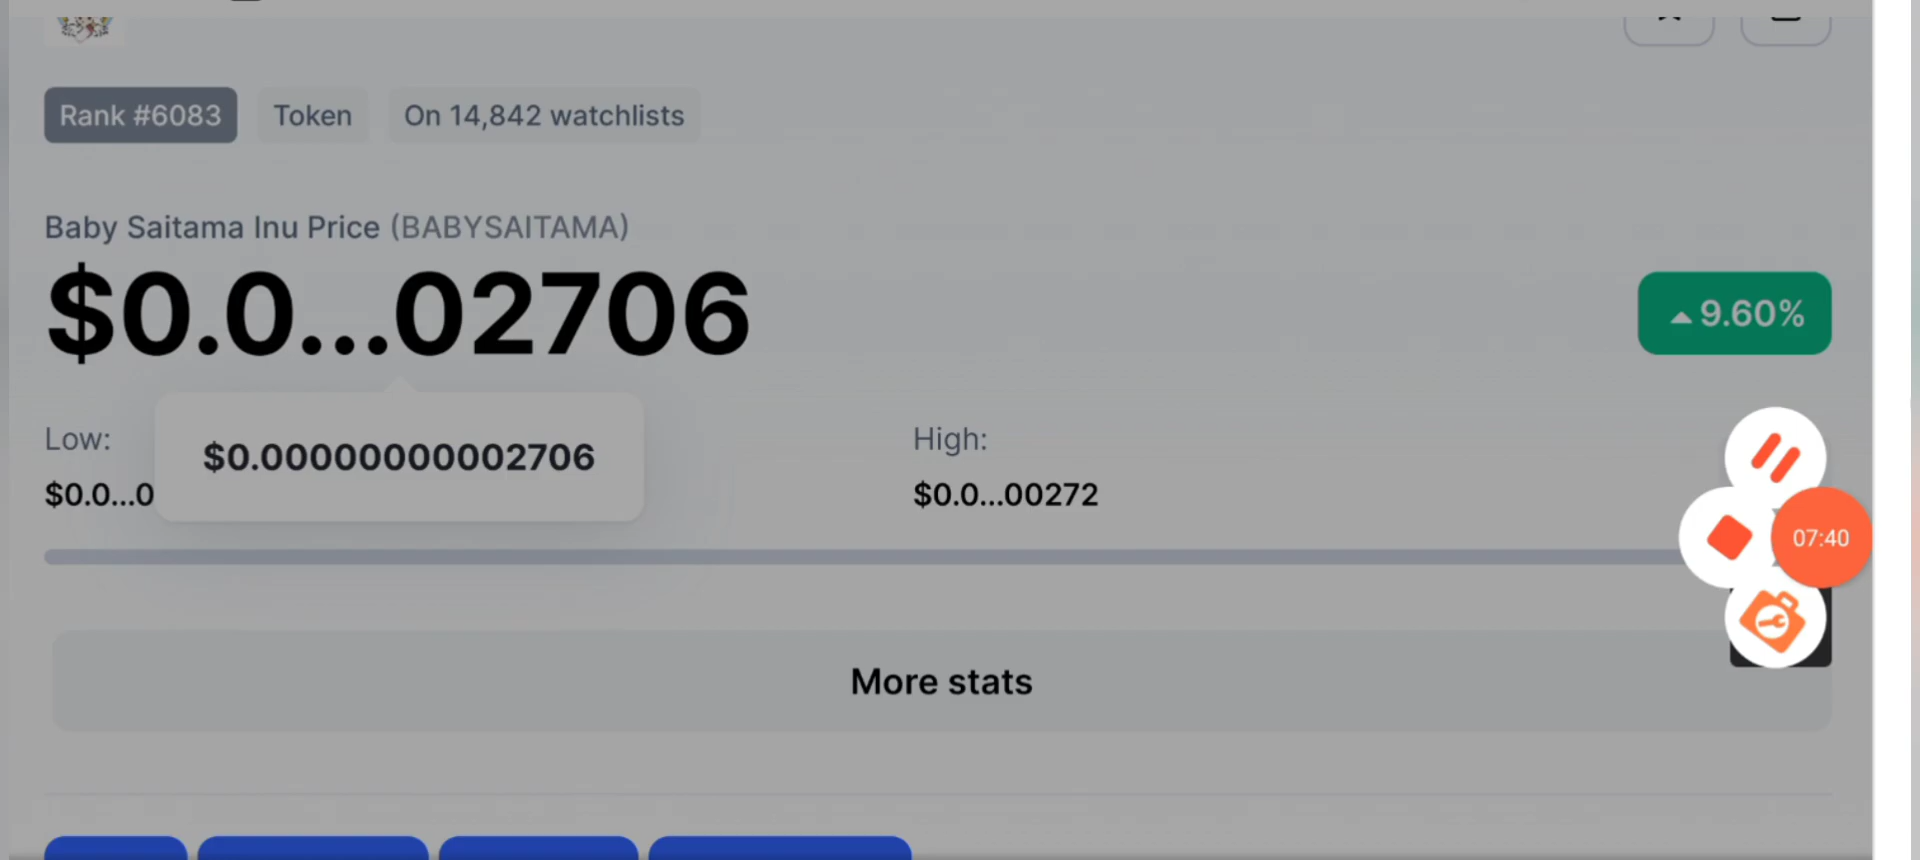 Rank #6083 Token On 14,842 watchlists
Baby Saitama Inu Price (BABYSAITAMA)
$0.0...02706
9.60%
Low: High:
$0.000000000002706
$0.0...0 $0.0...00272
07:40
More stats